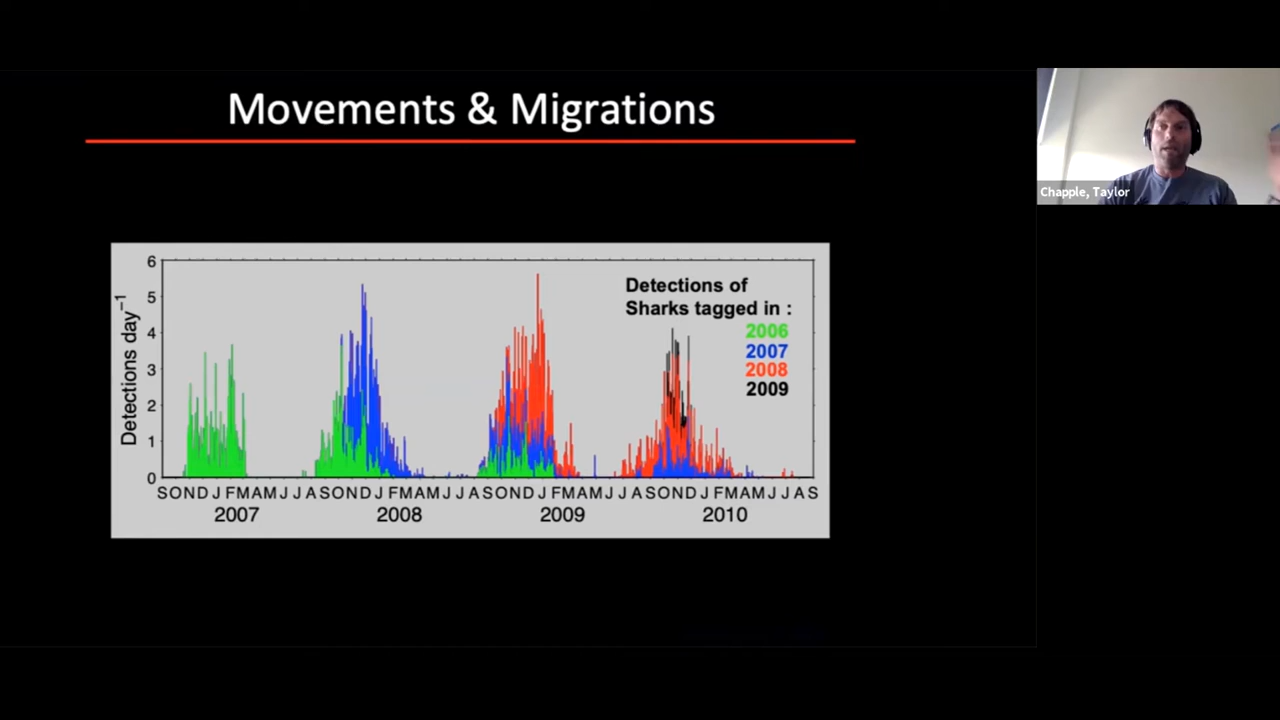 Movements & Migrations
Chapple, Taylor
Detections day⁻¹
6
5
4
3
2
1
0
Detections of
Sharks tagged in :
2006
2007
2008
2009
S O N D J F M A M J J A S O N D J F M A M J J A S O N D J F M A M J J A S O N D J F M A M J J A S
2007 2008 2009 2010